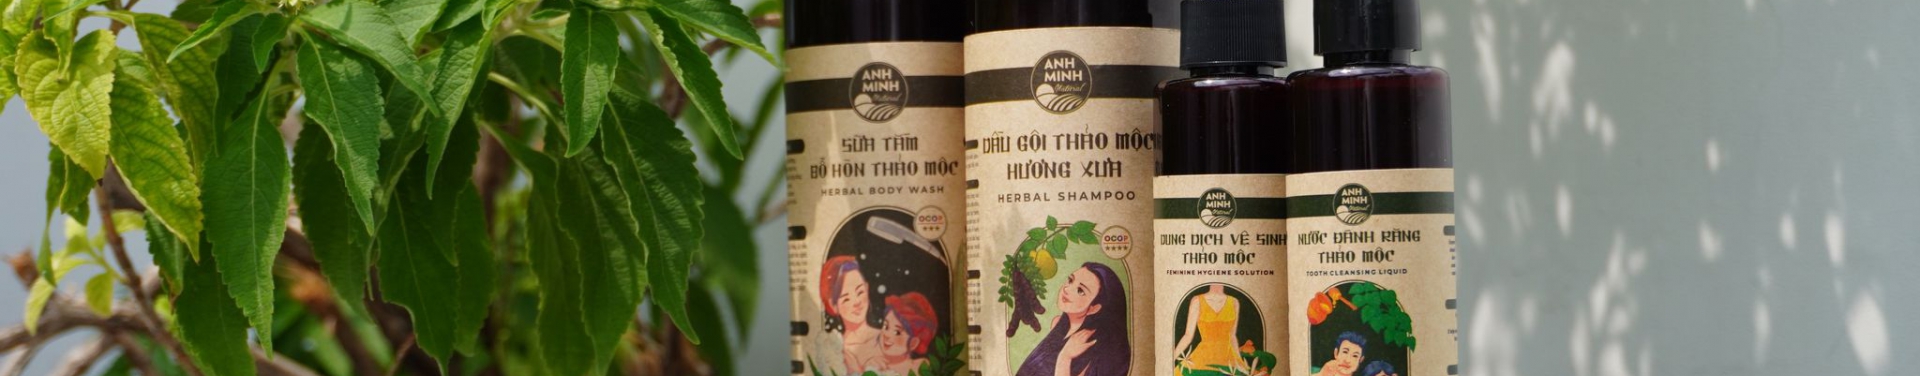 ANH
MINH
Natural
SỮA TẮM
BỒ HÒN THẢO MỘC
HERBAL BODY WASH
OCOP
ANH
MINH
Natural
DẦU GỘI THẢO MỘC
HƯƠNG XƯA
HERBAL SHAMPOO
OCOP
ANH
MINH
Natural
DUNG DỊCH VỆ SINH
THẢO MỘC
FEMININE HYGIENE SOLUTION
ANH
MINH
Natural
NƯỚC ĐÁNH RĂNG
THẢO MỘC
TOOTH CLEANSING LIQUID